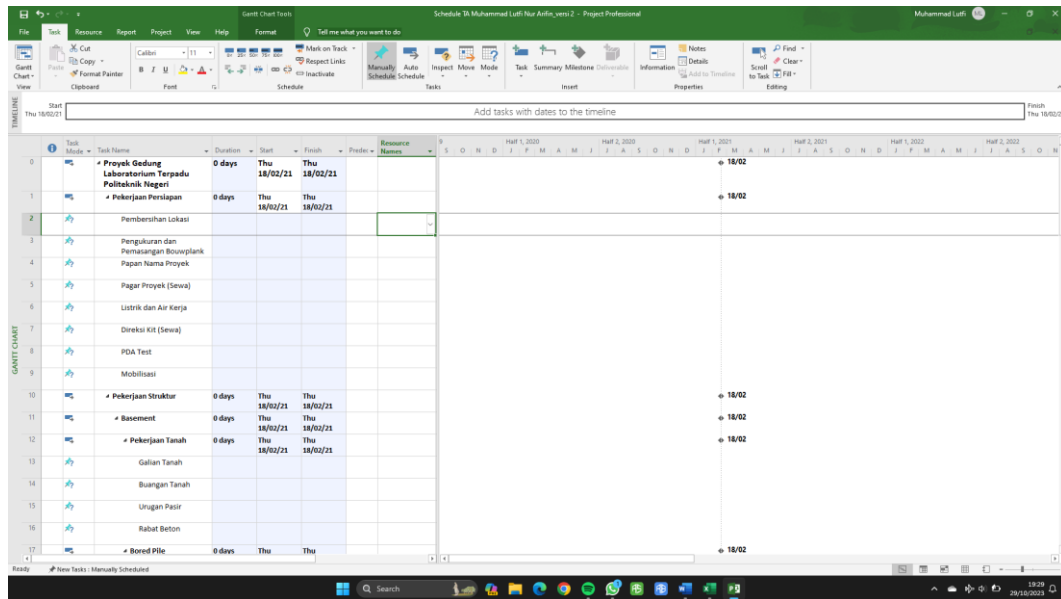 Gantt Chart Tools
Schedule TA Muhammad Lutfi Nur Arifin_versi 2 - Project Professional
Muhammad Lutfi
ML
File Task Resource Report Project View Help Format Tell me what you want to do
Gantt Chart
View
Paste
Cut
Copy
Format Painter
Clipboard
Calibri 11
B I U A
Font
0% 25% 50% 75% 100%
Mark on Track
Respect Links
Inactivate
Schedule
Manually Schedule
Auto Schedule
Inspect Move Mode
Tasks
Task Summary Milestone Deliverable
Insert
Information
Notes
Details
Add to Timeline
Properties
Scroll to Task
Find
Clear
Fill
Editing
TIMELINE
Start
Thu 18/02/21
Add tasks with dates to the timeline
Finish
Task Mode Task Name Duration Start Finish Predec Resource Names
9 Half 1, 2020 Half 2, 2020 Half 1, 2021 Half 2, 2021 Half 1, 2022 Half 2, 2022
S O N D J F M A M J J A S O N D J F M A M J J A S O N D J F M A M J J A S O N
0 Proyek Gedung Laboratorium Terpadu Politeknik Negeri 0 days Thu 18/02/21 Thu 18/02/21 18/02
1 Pekerjaan Persiapan 0 days Thu 18/02/21 Thu 18/02/21 18/02
2 Pembersihan Lokasi
3 Pengukuran dan Pemasangan Bouwplank
4 Papan Nama Proyek
5 Pagar Proyek (Sewa)
6 Listrik dan Air Kerja
7 Direksi Kit (Sewa)
8 PDA Test
9 Mobilisasi
10 Pekerjaan Struktur 0 days Thu 18/02/21 Thu 18/02/21 18/02
11 Basement 0 days Thu 18/02/21 Thu 18/02/21 18/02
12 Pekerjaan Tanah 0 days Thu 18/02/21 Thu 18/02/21 18/02
13 Galian Tanah
14 Buangan Tanah
15 Urugan Pasir
16 Rabat Beton
17 Bored Pile 0 days Thu Thu 18/02
GANTT CHART
Ready New Tasks : Manually Scheduled
Search
19:29
29/10/2023